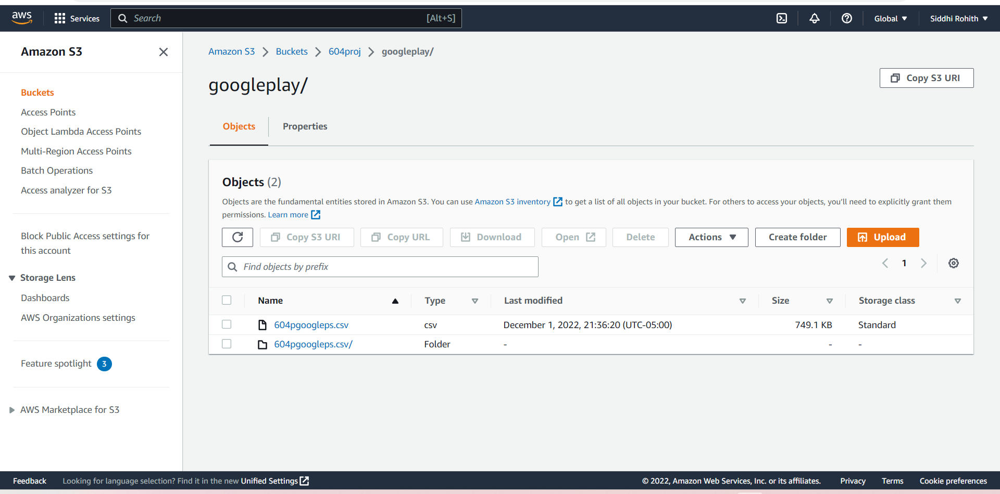 aws
Services
Search [Alt+S]
Global
Siddhi Rohith
Amazon S3
Buckets
Access Points
Object Lambda Access Points
Multi-Region Access Points
Batch Operations
Access analyzer for S3
Block Public Access settings for
this account
Storage Lens
Dashboards
AWS Organizations settings
Feature spotlight 3
AWS Marketplace for S3
Amazon S3 Buckets 604proj googleplay/
googleplay/
Copy S3 URI
Objects Properties
Objects (2)
Objects are the fundamental entities stored in Amazon S3. You can use Amazon S3 inventory to get a list of all objects in your bucket. For others to access your objects, you'll need to explicitly grant them
permissions. Learn more
Copy S3 URI Copy URL Download Open Delete Actions Create folder Upload
Find objects by prefix
1
Name Type Last modified Size Storage class
604pgoogleps.csv csv December 1, 2022, 21:36:20 (UTC-05:00) 749.1 KB Standard
604pgoogleps.csv/ Folder - - -
Feedback Looking for language selection? Find it in the new Unified Settings © 2022, Amazon Web Services, Inc. or its affiliates. Privacy Terms Cookie preferences